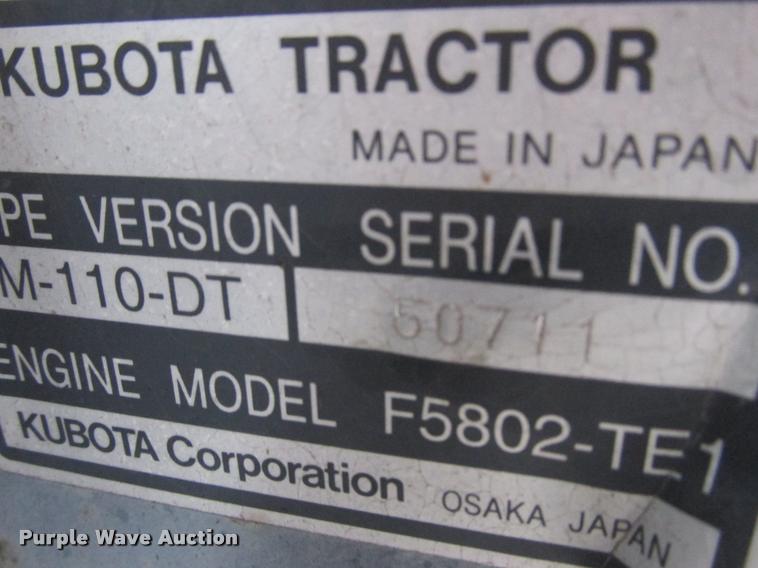 KUBOTA TRACTOR
MADE IN JAPAN
PE VERSION SERIAL NO.
M-110-DT 50711
ENGINE MODEL F5802-TE1
KUBOTA Corporation OSAKA JAPAN
Purple Wave Auction